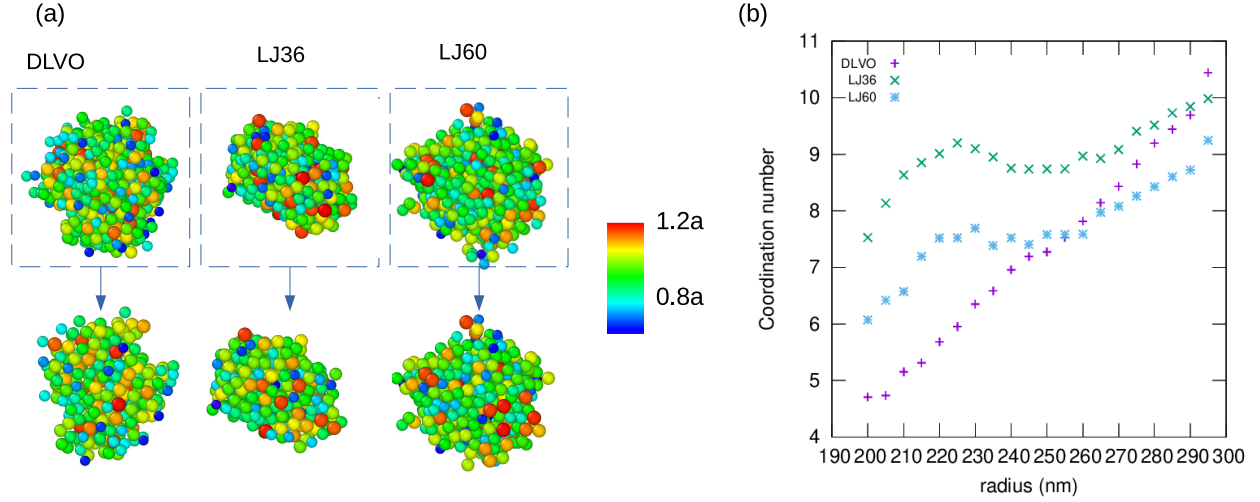 (a)
DLVO
LJ36
LJ60
1.2a
0.8a
(b)
11
10
9
8
7
6
5
4
Coordination number
DLVO
LJ36
LJ60
190 200 210 220 230 240 250 260 270 280 290 300
radius (nm)